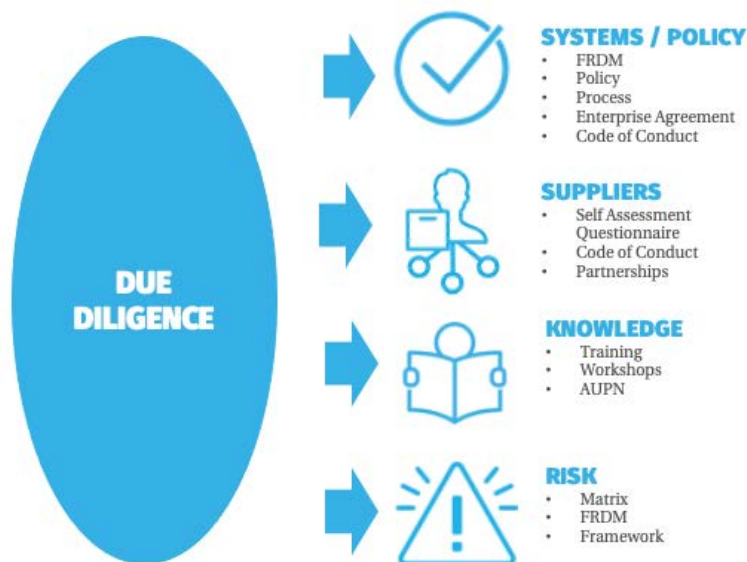 DUE
DILIGENCE
SYSTEMS / POLICY
• FRDM
• Policy
• Process
• Enterprise Agreement
• Code of Conduct
SUPPLIERS
• Self Assessment
Questionnaire
• Code of Conduct
• Partnerships
KNOWLEDGE
• Training
• Workshops
• AUPN
RISK
• Matrix
• FRDM
• Framework